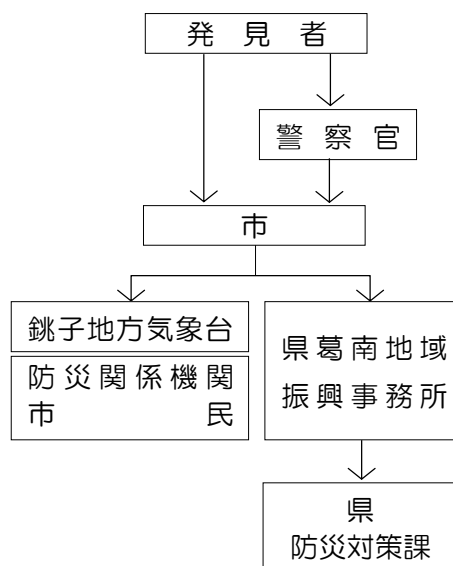 発見者
警察官
市
銚子地方気象台
防災関係機関
市民
県葛南地域
振興事務所
県
防災対策課